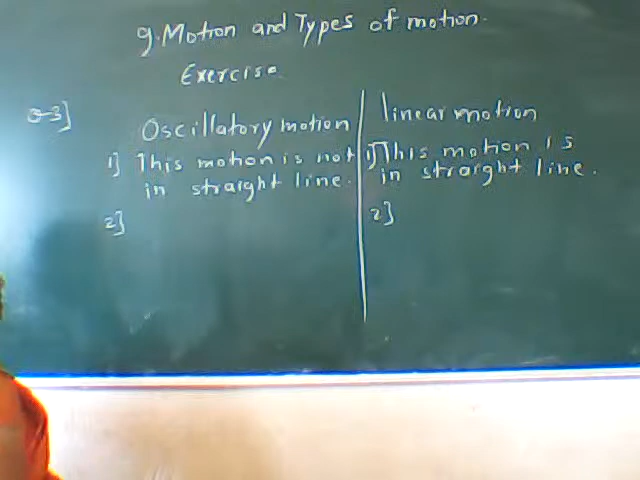 9. Motion and Types of motion.
Exercise
Q-3]
Oscillatory motion
1] This motion is not
in straight line.
2]
linear motion
1) This motion is
in straight line.
2]